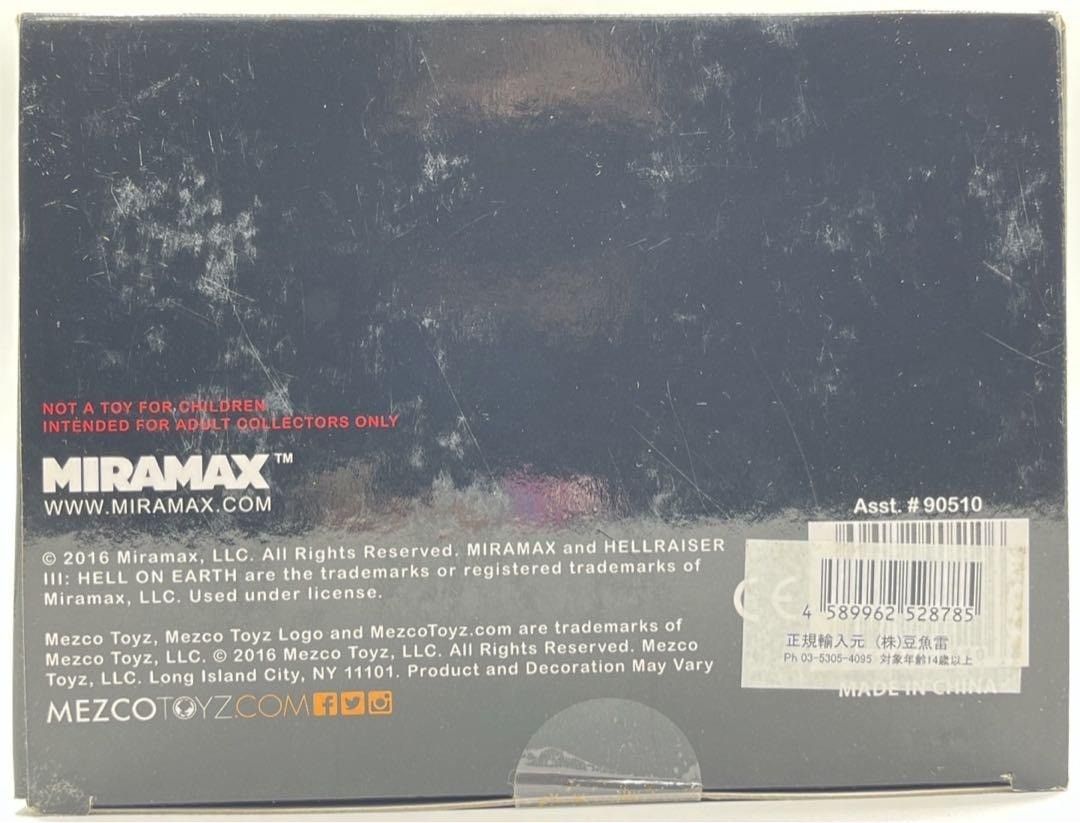 NOT A TOY FOR CHILDREN
INTENDED FOR ADULT COLLECTORS ONLY
MIRAMAX™
WWW.MIRAMAX.COM
© 2016 Miramax, LLC. All Rights Reserved. MIRAMAX and HELLRAISER
III: HELL ON EARTH are the trademarks or registered trademarks of
Miramax, LLC. Used under license.
Mezco Toyz, Mezco Toyz Logo and MezcoToyz.com are trademarks of
Mezco Toyz, LLC. © 2016 Mezco Toyz, LLC. All Rights Reserved. Mezco
Toyz, LLC. Long Island City, NY 11101. Product and Decoration May Vary
MEZCOTOYZ.COM
Asst. # 90510
CE
4 589962 528785
正規輸入元 (株)豆魚雷
Ph 03-5305-4095 対象年齢14歳以上
MADE IN CHINA